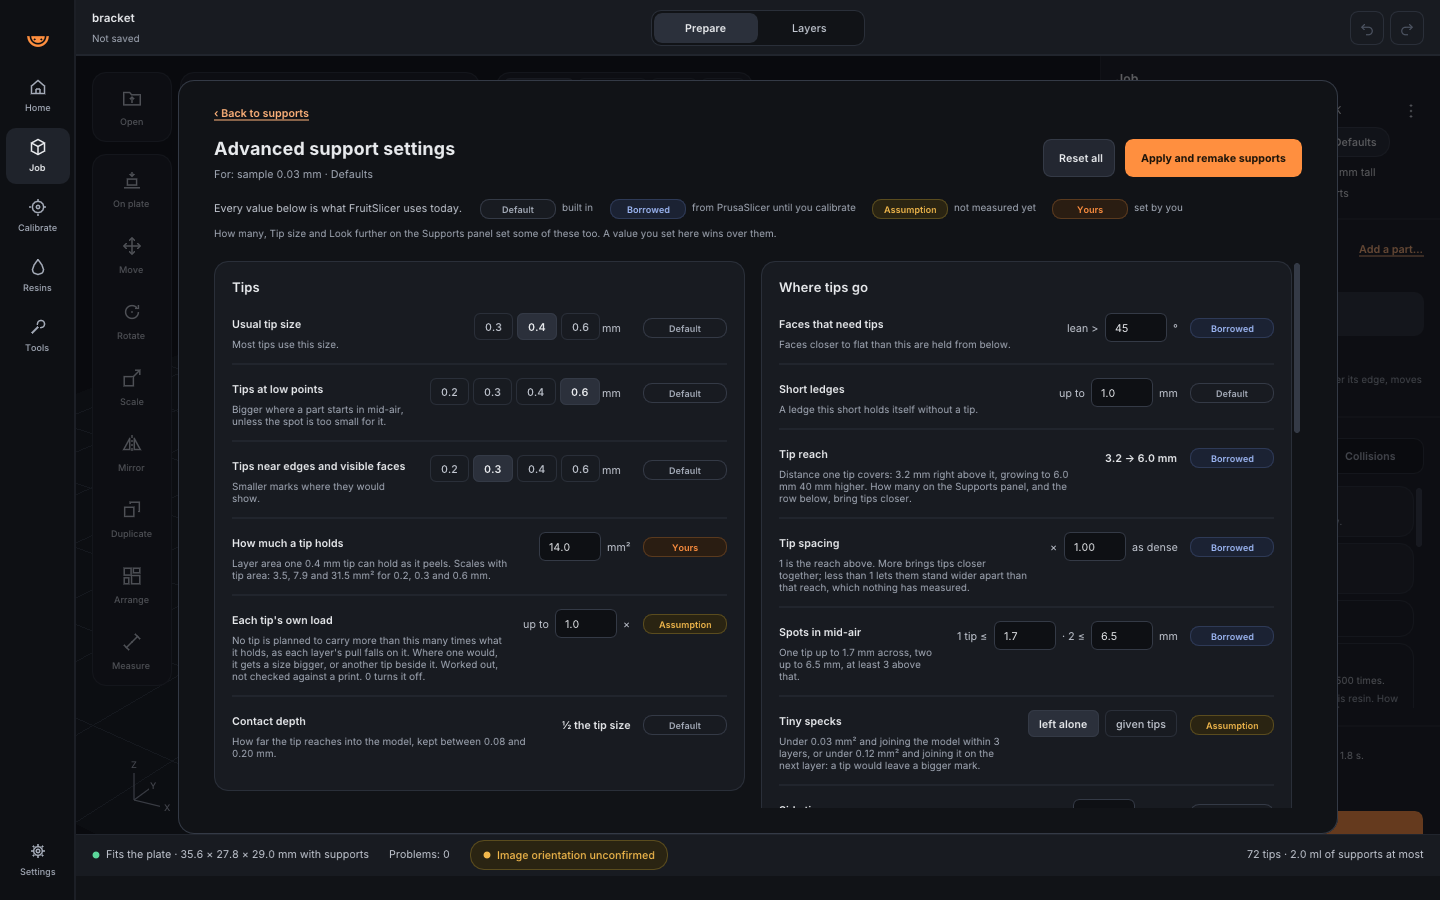 bracket
Not saved
Prepare
Layers
Home
Job
Calibrate
Resins
Tools
Settings
Open
On plate
Move
Rotate
Scale
Mirror
Duplicate
Arrange
Measure
Z
Y
X
‹ Back to supports
Advanced support settings
For: sample 0.03 mm · Defaults
Reset all
Apply and remake supports
Every value below is what FruitSlicer uses today.
Default
built in
Borrowed
from PrusaSlicer until you calibrate
Assumption
not measured yet
Yours
set by you
How many, Tip size and Look further on the Supports panel set some of these too. A value you set here wins over them.
Tips
Usual tip size
0.3 0.4 0.6 mm
Default
Most tips use this size.
Tips at low points
0.2 0.3 0.4 0.6 mm
Default
Bigger where a part starts in mid-air,
unless the spot is too small for it.
Tips near edges and visible faces
0.2 0.3 0.4 0.6 mm
Default
Smaller marks where they would
show.
How much a tip holds
14.0 mm²
Yours
Layer area one 0.4 mm tip can hold as it peels. Scales with
tip area: 3.5, 7.9 and 31.5 mm² for 0.2, 0.3 and 0.6 mm.
Each tip's own load
up to 1.0 ×
Assumption
No tip is planned to carry more than this many times what
it holds, as each layer's pull falls on it. Where one would,
it gets a size bigger, or another tip beside it. Worked out,
not checked against a print. 0 turns it off.
Contact depth
½ the tip size
Default
How far the tip reaches into the model, kept between 0.08 and
0.20 mm.
Where tips go
Faces that need tips
lean > 45 °
Borrowed
Faces closer to flat than this are held from below.
Short ledges
up to 1.0 mm
Default
A ledge this short holds itself without a tip.
Tip reach
3.2 → 6.0 mm
Borrowed
Distance one tip covers: 3.2 mm right above it, growing to 6.0
mm 40 mm higher. How many on the Supports panel, and the
row below, bring tips closer.
Tip spacing
× 1.00 as dense
Borrowed
1 is the reach above. More brings tips closer
together; less than 1 lets them stand wider apart than
that reach, which nothing has measured.
Spots in mid-air
1 tip ≤ 1.7 · 2 ≤ 6.5 mm
Borrowed
One tip up to 1.7 mm across, two
up to 6.5 mm, at least 3 above
that.
Tiny specks
left alone
given tips
Assumption
Under 0.03 mm² and joining the model within 3
layers, or under 0.12 mm² and joining it on the
next layer: a tip would leave a bigger mark.
Job
Defaults
mm tall
Add a part...
er its edge, moves
Collisions
500 times.
is resin. How
1.8 s.
Fits the plate · 35.6 × 27.8 × 29.0 mm with supports
Problems: 0
Image orientation unconfirmed
72 tips · 2.0 ml of supports at most